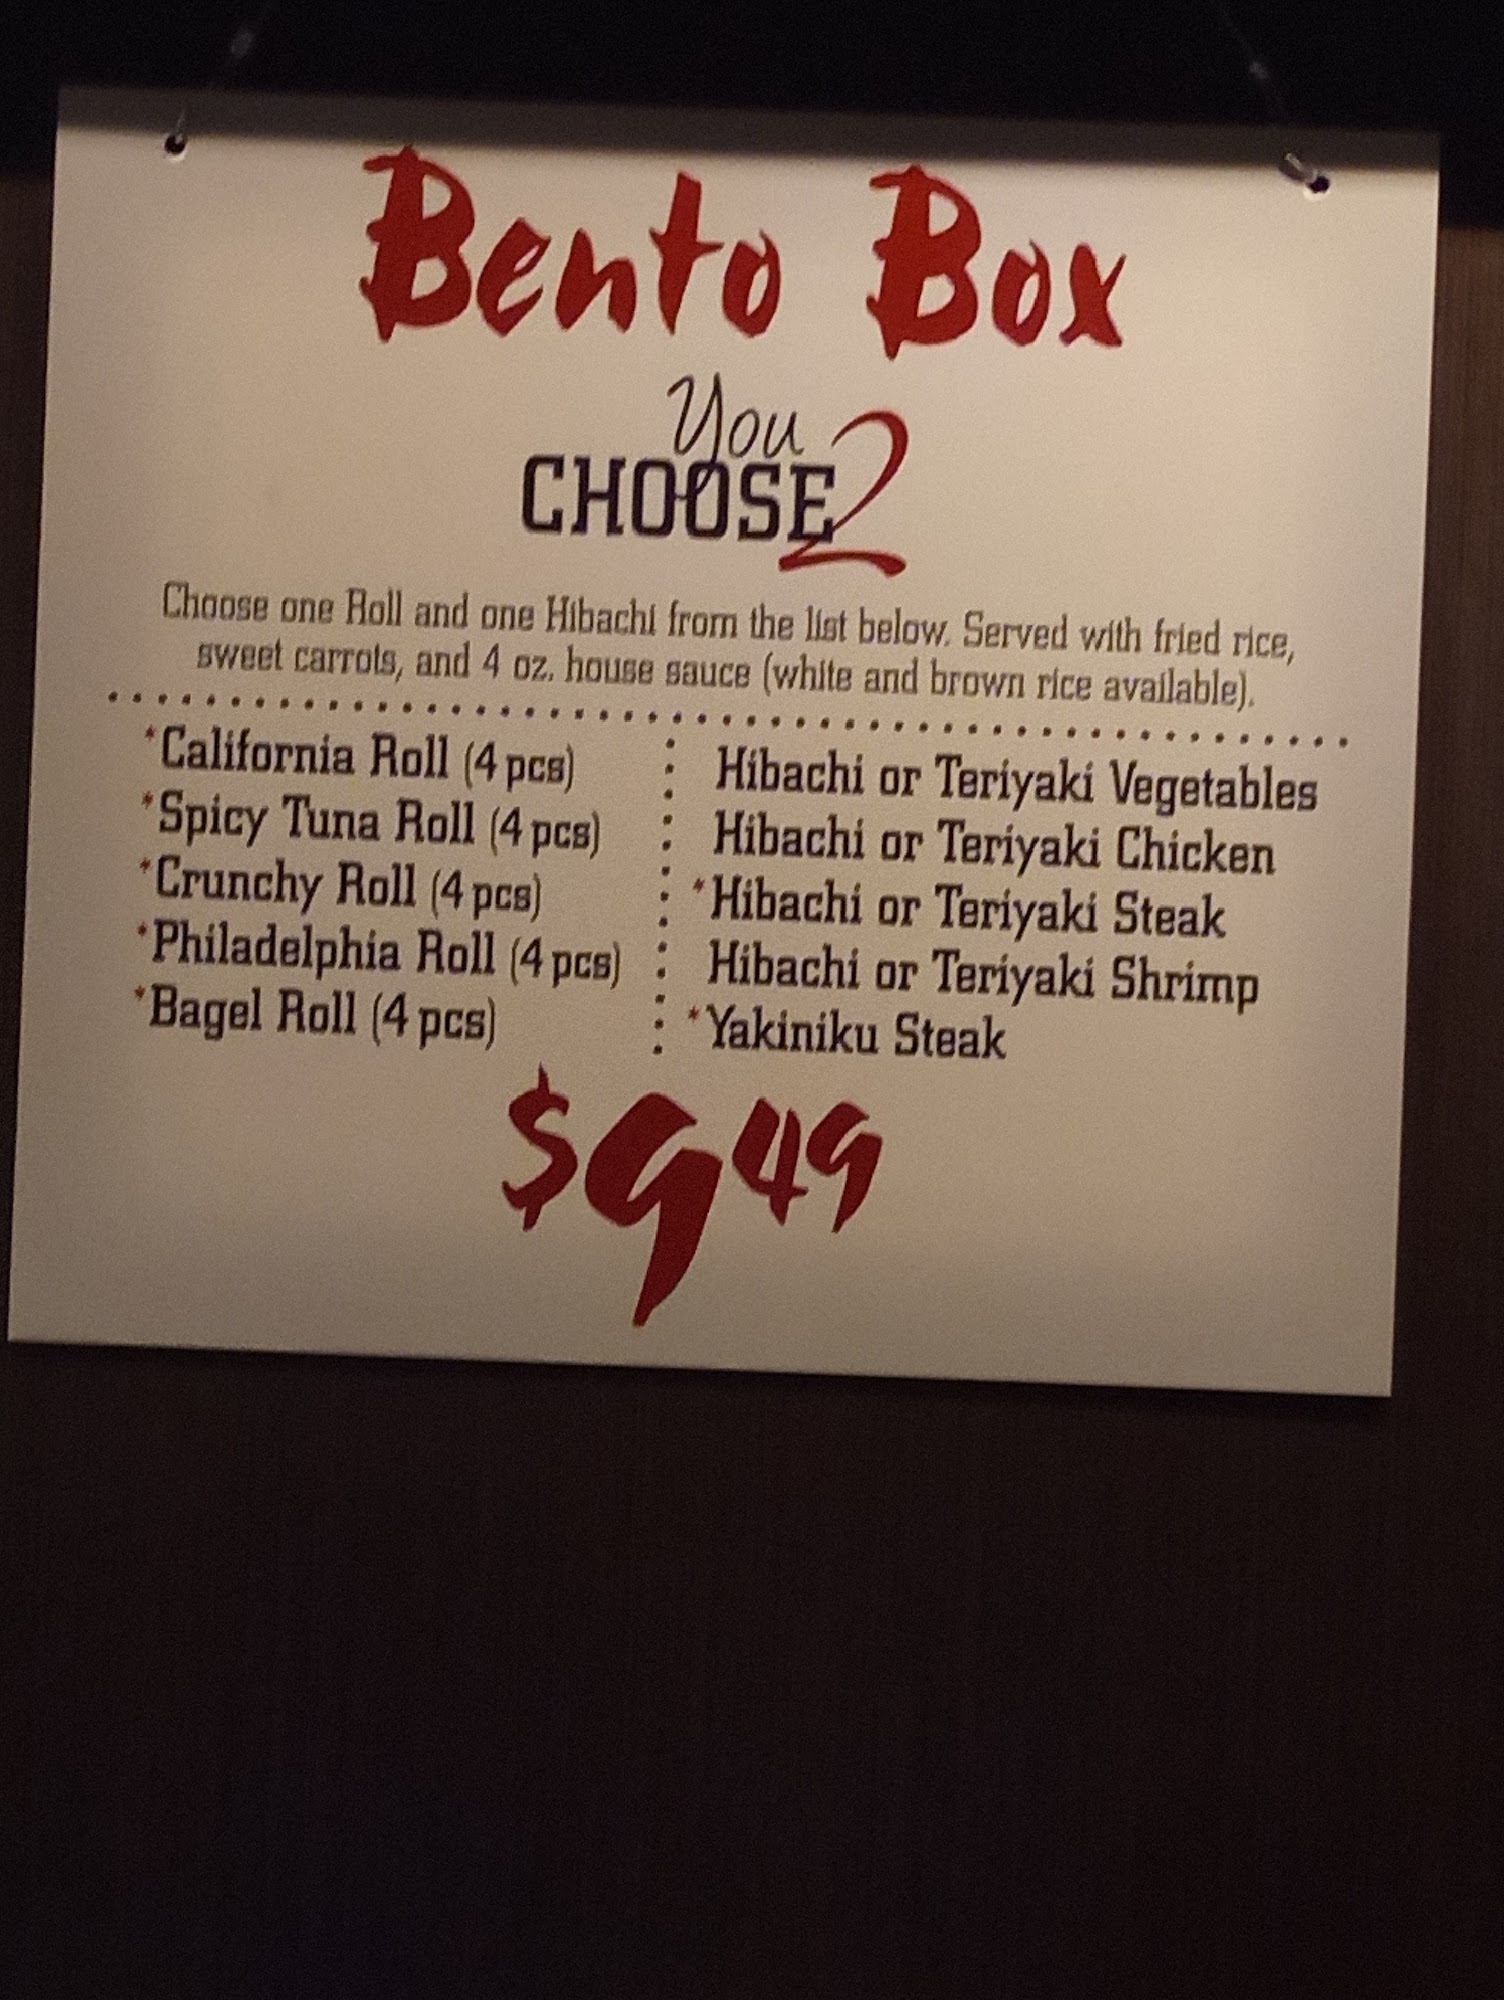 Bento Box
You
CHOOSE 2
Choose one Roll and one Hibachi from the list below. Served with fried rice,
sweet carrots, and 4 oz. house sauce (white and brown rice available).
*California Roll (4 pcs)
*Spicy Tuna Roll (4 pcs)
*Crunchy Roll (4 pcs)
*Philadelphia Roll (4 pcs)
*Bagel Roll (4 pcs)
Hibachi or Teriyaki Vegetables
Hibachi or Teriyaki Chicken
*Hibachi or Teriyaki Steak
Hibachi or Teriyaki Shrimp
*Yakiniku Steak
$9 49